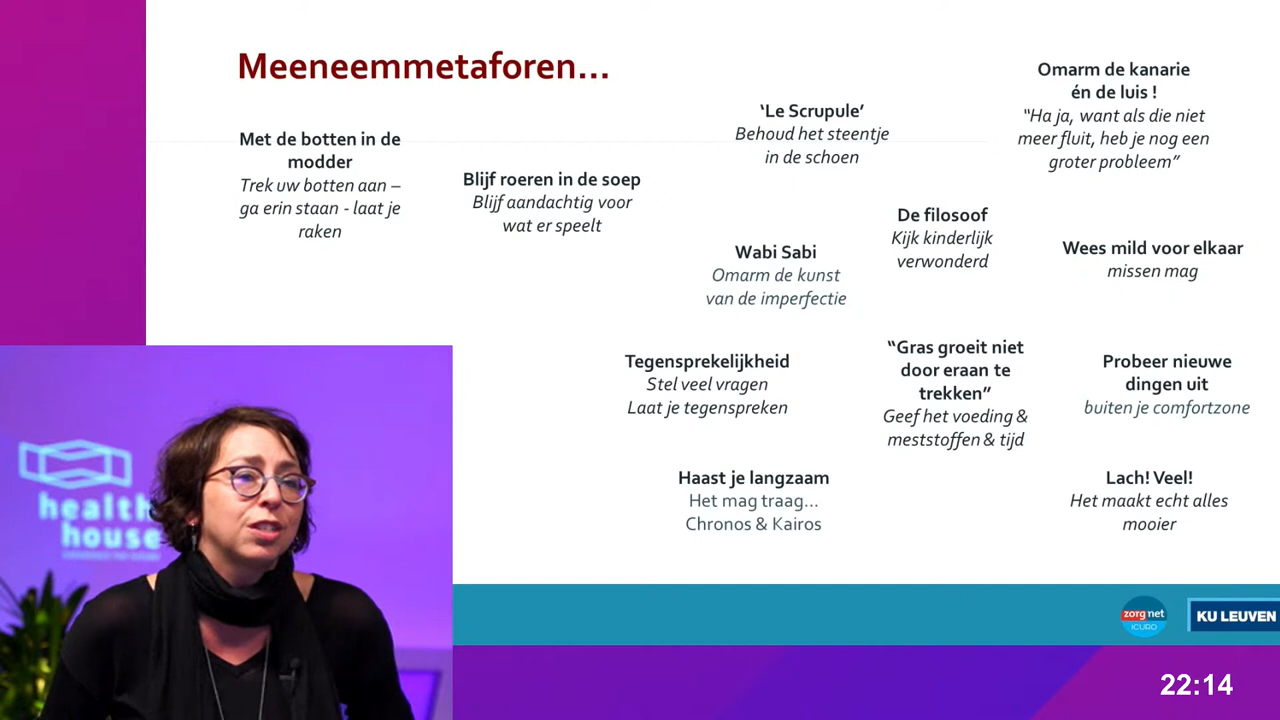 Meeneemmetaforen...
Met de botten in de
modder
Trek uw botten aan –
ga erin staan - laat je
raken
Blijf roeren in de soep
Blijf aandachtig voor
wat er speelt
‘Le Scrupule’
Behoud het steentje
in de schoen
Omarm de kanarie
én de luis !
“Ha ja, want als die niet
meer fluit, heb je nog een
groter probleem”
De filosoof
Kijk kinderlijk
verwonderd
Wabi Sabi
Omarm de kunst
van de imperfectie
Wees mild voor elkaar
missen mag
Tegensprekelijkheid
Stel veel vragen
Laat je tegenspreken
“Gras groeit niet
door eraan te
trekken”
Geef het voeding &
meststoffen & tijd
Probeer nieuwe
dingen uit
buiten je comfortzone
Haast je langzaam
Het mag traag...
Chronos & Kairos
Lach! Veel!
Het maakt echt alles
mooier
health
house
zorgnet
ICURO
KU LEUVEN
22:14